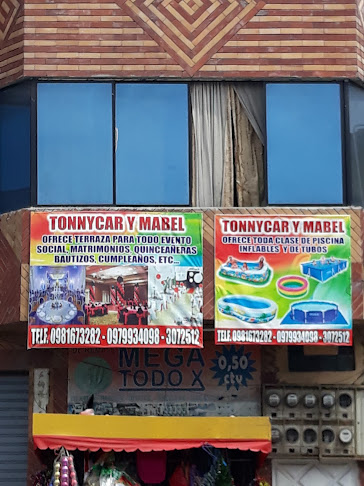 TONNYCAR Y MABEL
OFRECE TERRAZA PARA TODO EVENTO
SOCIAL, MATRIMONIOS, QUINCEAÑERAS
BAUTIZOS, CUMPLEAÑOS, ETC...
TELF. 0981673282 - 0979934098 - 3072512
TONNYCAR Y MABEL
OFRECE TODA CLASE DE PISCINA
INFLABLES Y DE TUBOS
TELF. 0981673282 - 0979934098 - 3072512
MEGA
TODO X
0,50
ctv